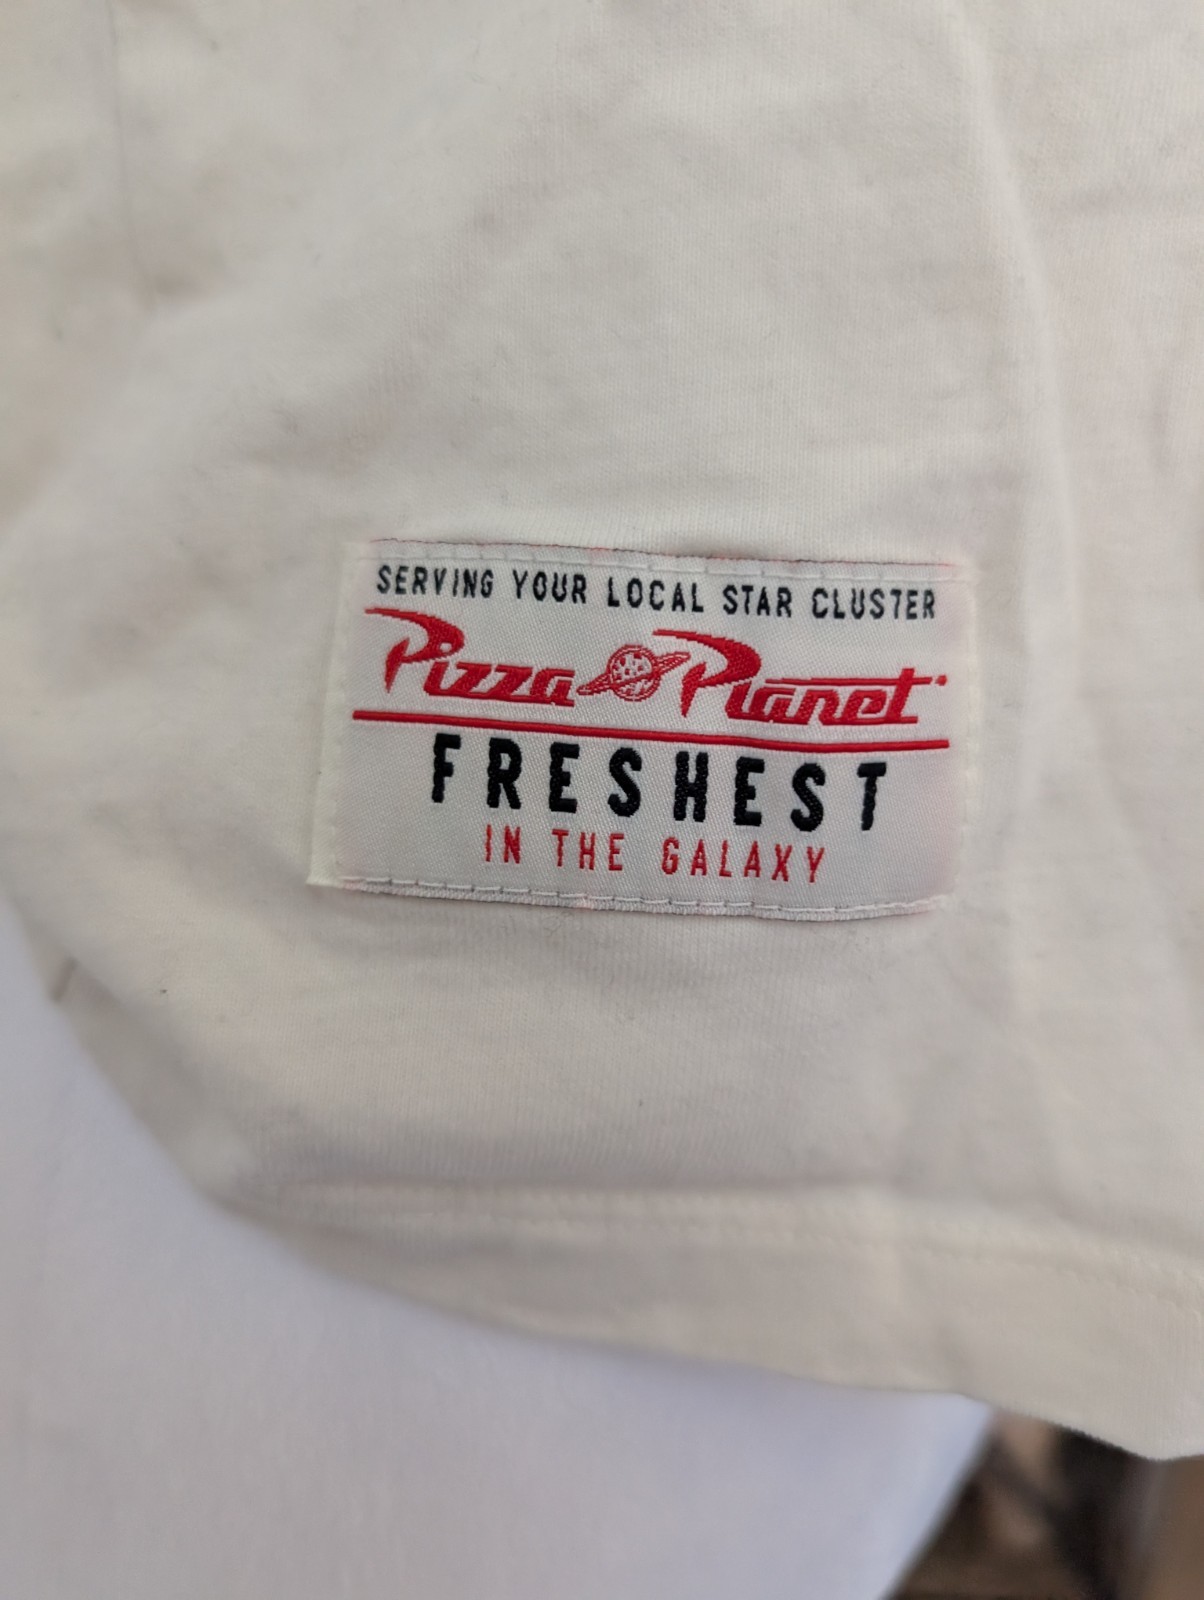 SERVING YOUR LOCAL STAR CLUSTER
Pizza Planet
FRESHEST
IN THE GALAXY